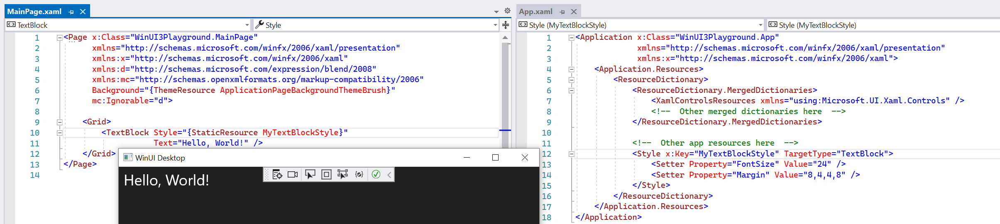 MainPage.xaml
TextBlock
Style
1 <Page x:Class="WinUI3Playground.MainPage"
2 xmlns="http://schemas.microsoft.com/winfx/2006/xaml/presentation"
3 xmlns:x="http://schemas.microsoft.com/winfx/2006/xaml"
4 xmlns:d="http://schemas.microsoft.com/expression/blend/2008"
5 xmlns:mc="http://schemas.openxmlformats.org/markup-compatibility/2006"
6 Background="{ThemeResource ApplicationPageBackgroundThemeBrush}"
7 mc:Ignorable="d">
8
9 <Grid>
10 <TextBlock Style="{StaticResource MyTextBlockStyle}"
11 Text="Hello, World!" />
12 </Grid>
13 </Page>
14
WinUI Desktop
Hello, World!
App.xaml
Style (MyTextBlockStyle)
Style (MyTextBlockStyle)
1 <Application x:Class="WinUI3Playground.App"
2 xmlns="http://schemas.microsoft.com/winfx/2006/xaml/presentation"
3 xmlns:x="http://schemas.microsoft.com/winfx/2006/xaml">
4 <Application.Resources>
5 <ResourceDictionary>
6 <ResourceDictionary.MergedDictionaries>
7 <XamlControlsResources xmlns="using:Microsoft.UI.Xaml.Controls" />
8 <!-- Other merged dictionaries here -->
9 </ResourceDictionary.MergedDictionaries>
10
11 <!-- Other app resources here -->
12 <Style x:Key="MyTextBlockStyle" TargetType="TextBlock">
13 <Setter Property="FontSize" Value="24" />
14 <Setter Property="Margin" Value="8,4,4,8" />
15 </Style>
16 </ResourceDictionary>
17 </Application.Resources>
18 </Application>